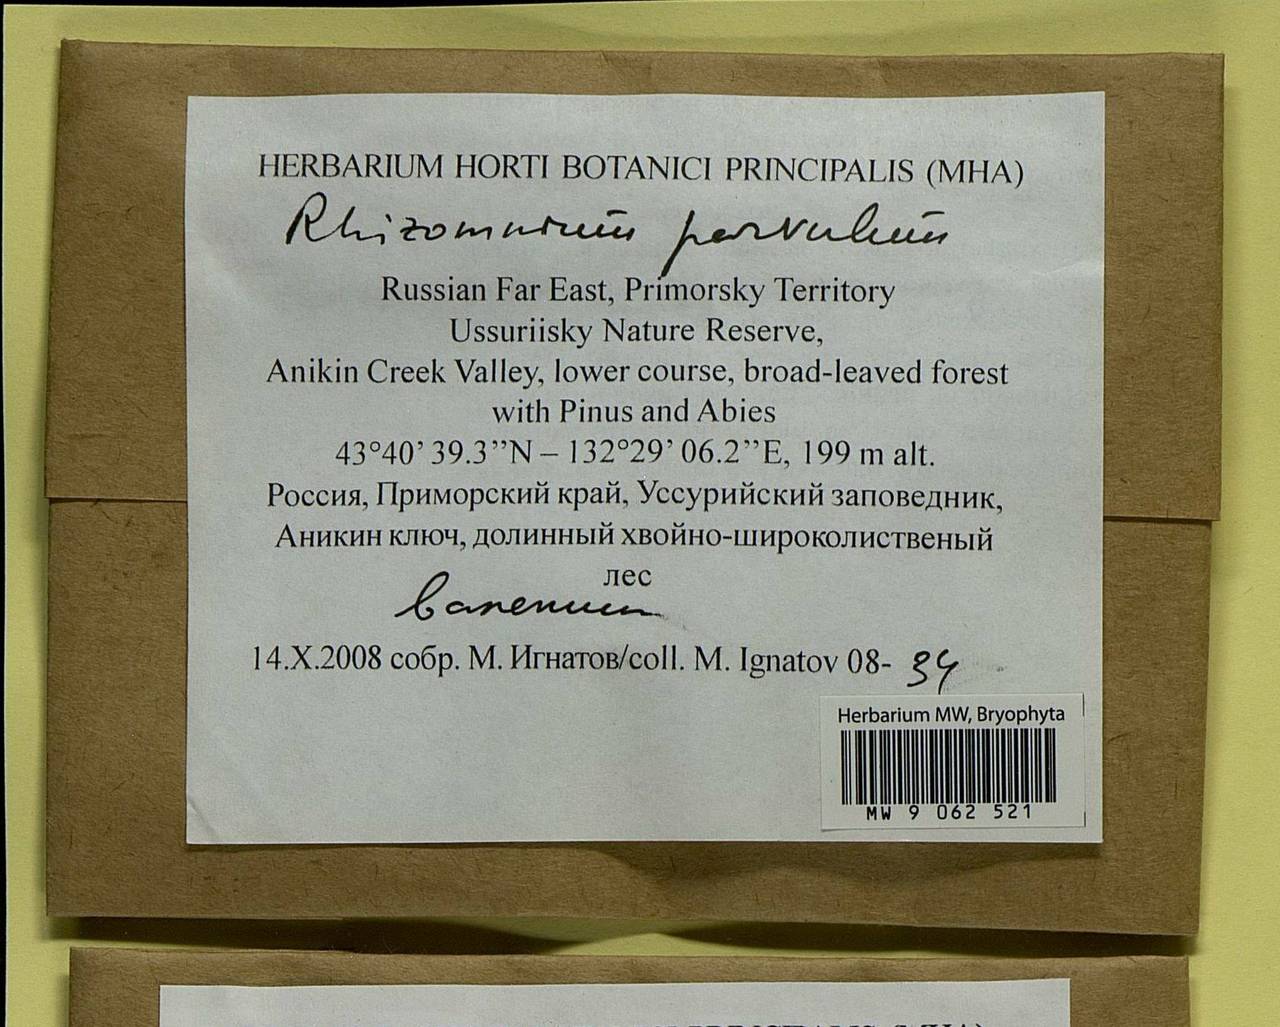 HERBARIUM HORTI BOTANICI PRINCIPALIS (MHA)
Rhizomnium parvulum
Russian Far East, Primorsky Territory
Ussuriisky Nature Reserve,
Anikin Creek Valley, lower course, broad-leaved forest
with Pinus and Abies
43°40’ 39.3”N – 132°29’ 06.2”E, 199 m alt.
Россия, Приморский край, Уссурийский заповедник,
Аникин ключ, долинный хвойно-широколиственый
лес
14.X.2008 собр. М. Игнатов/coll. M. Ignatov 08- 34
Herbarium MW, Bryophyta
MW 9 062 521